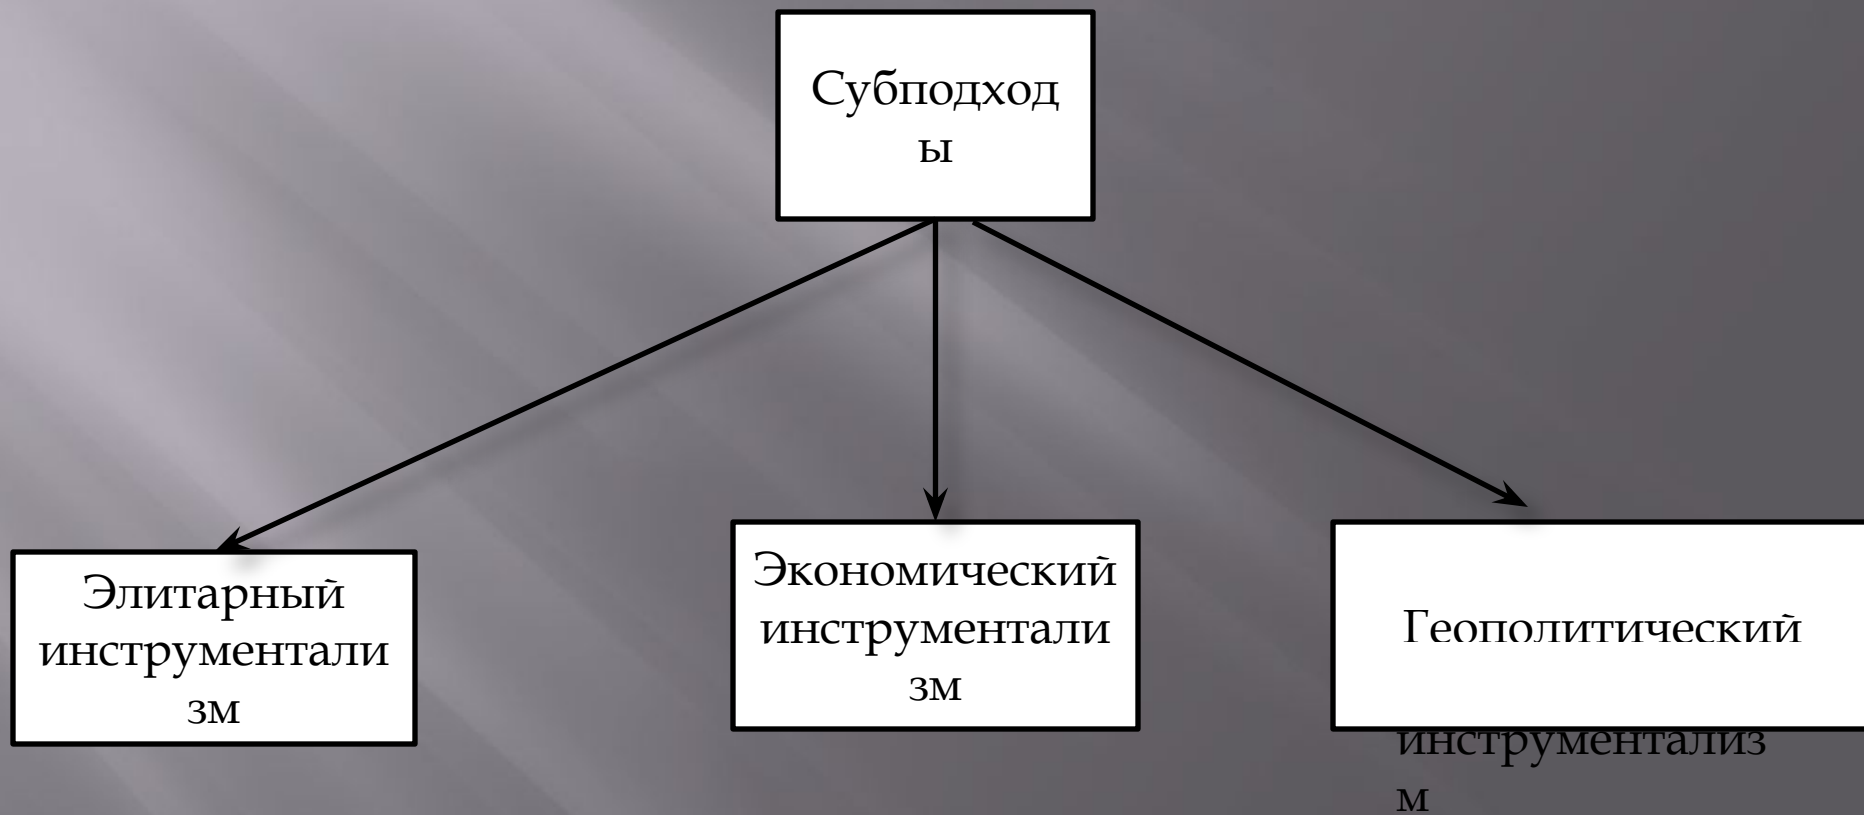 Субподход
ы
Элитарный
инструментали
зм
Экономический
инструментали
зм
Геополитический
инструментализ
м